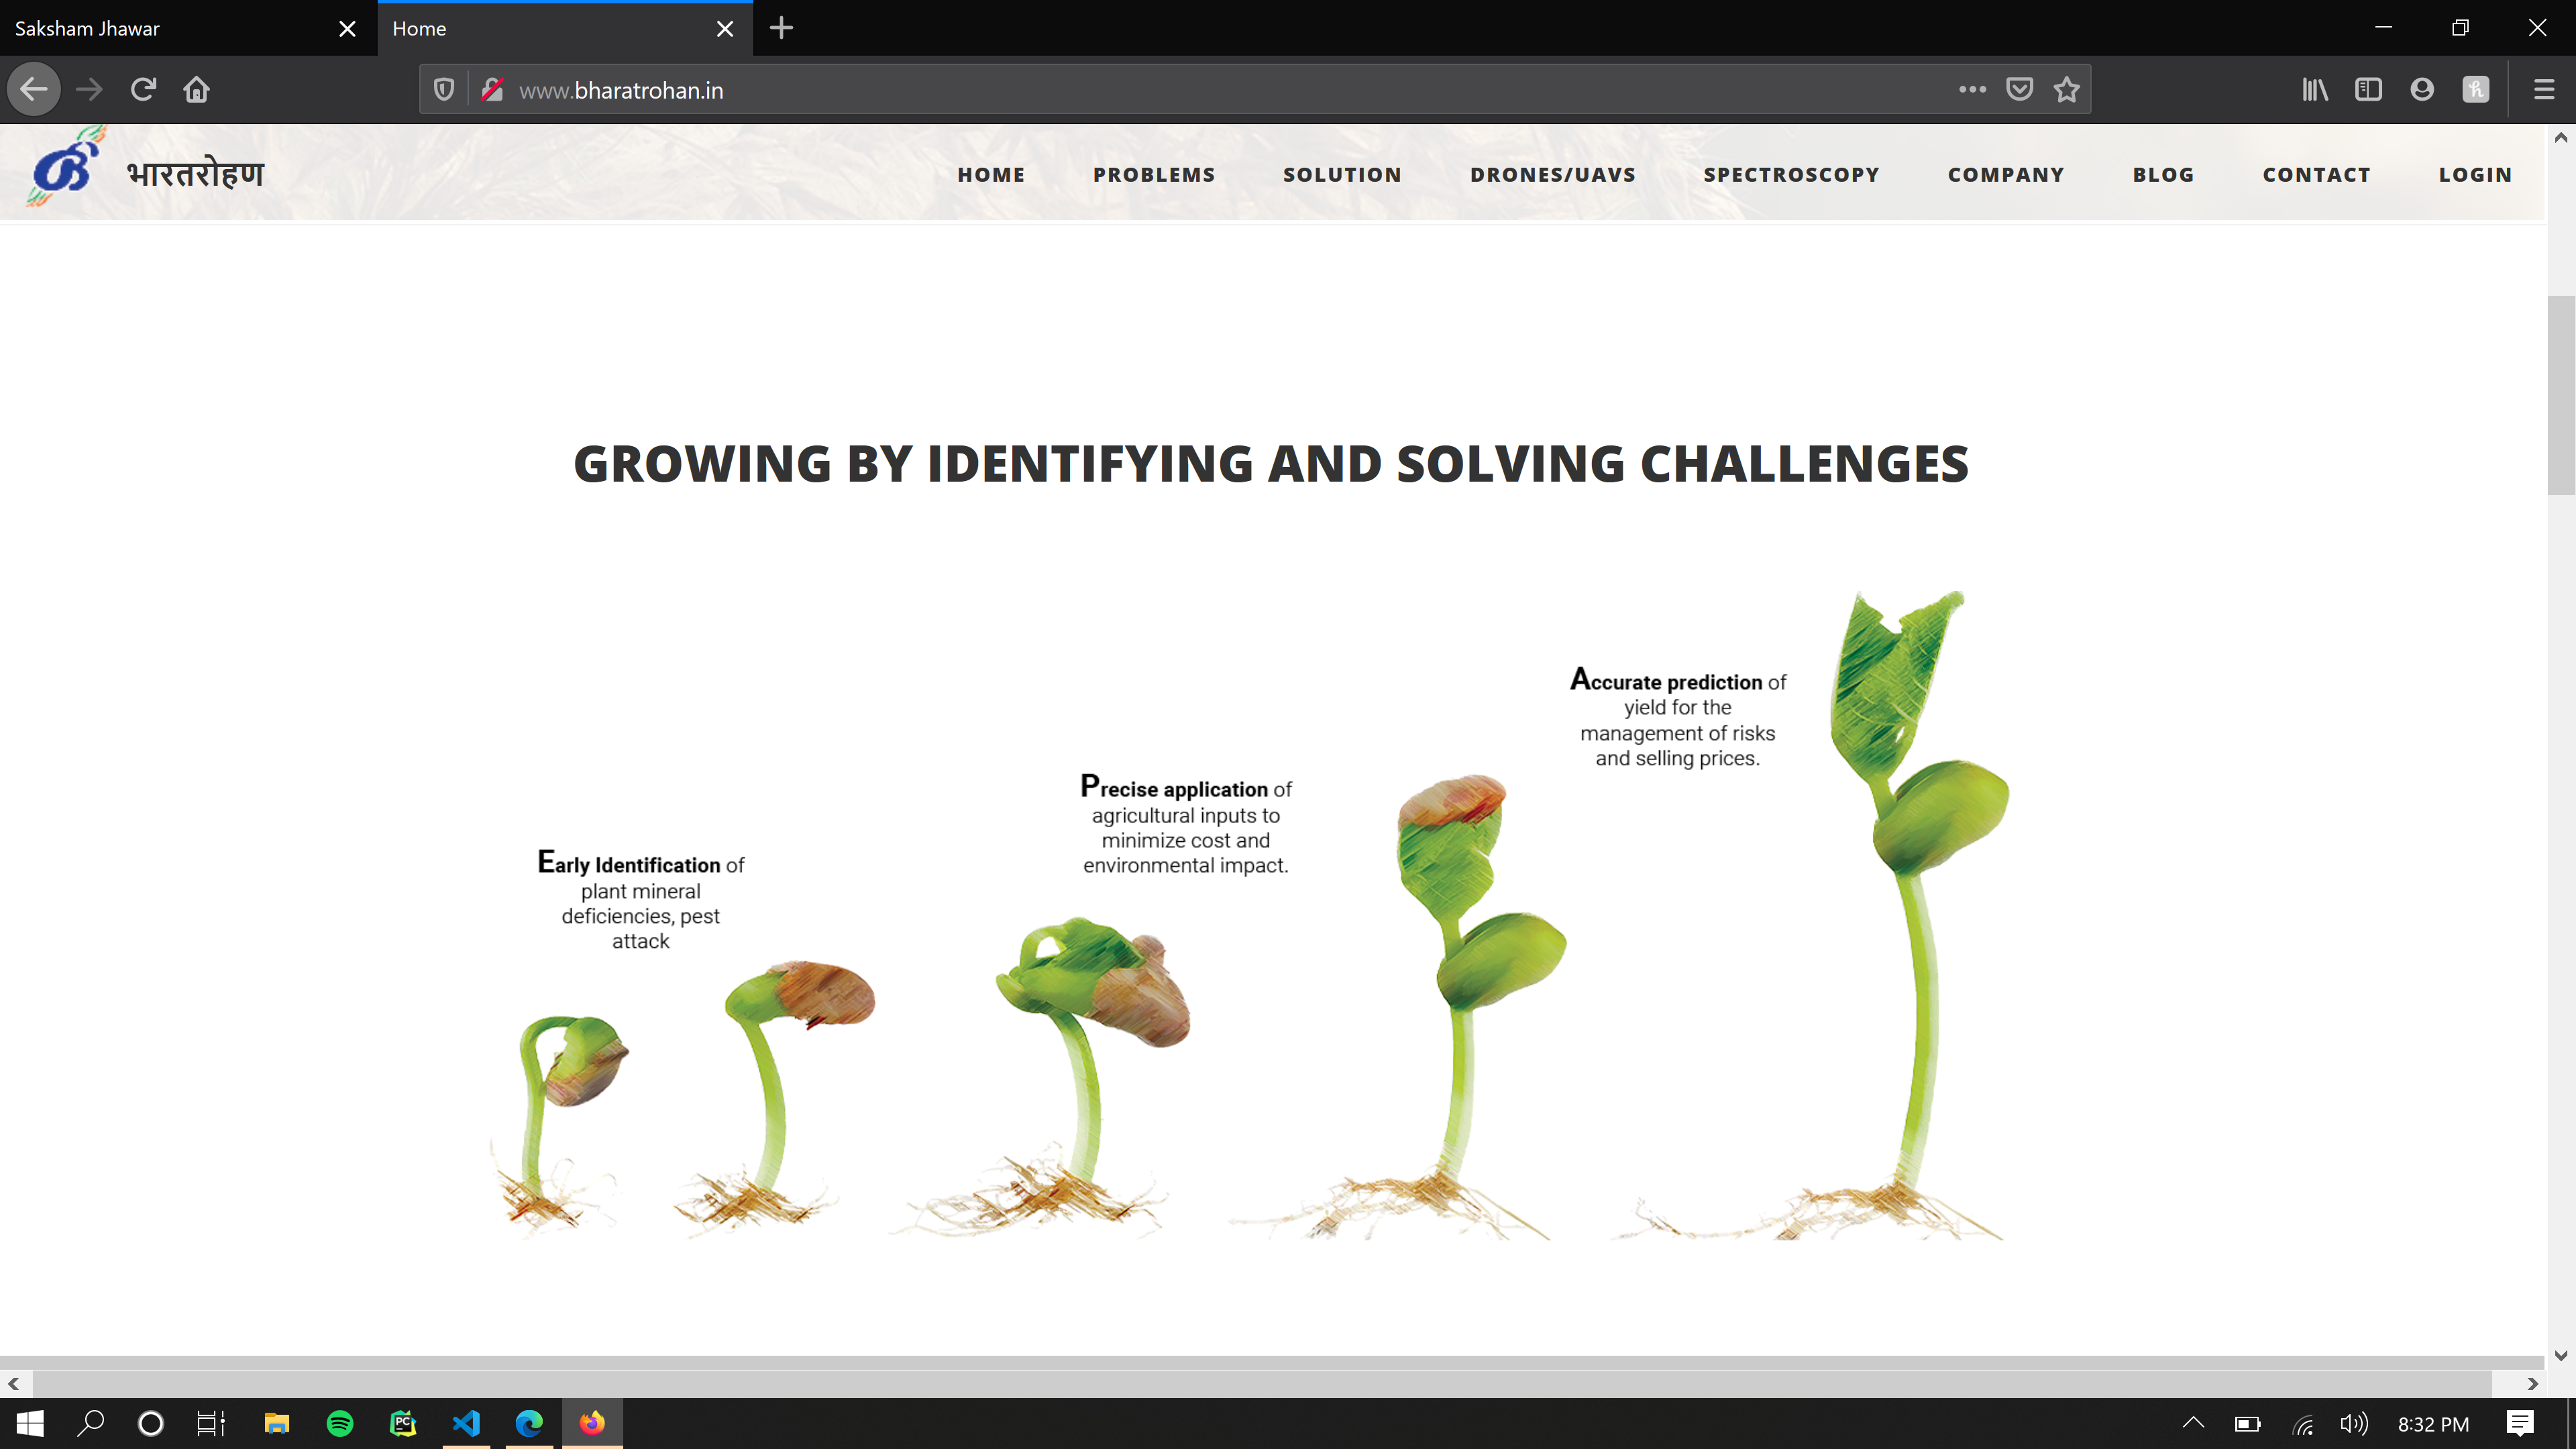 Saksham Jhawar
Home
www.bharatrohan.in
भारतरोहण
HOME PROBLEMS SOLUTION DRONES/UAVS SPECTROSCOPY COMPANY BLOG CONTACT LOGIN
GROWING BY IDENTIFYING AND SOLVING CHALLENGES
Early Identification of
plant mineral
deficiencies, pest
attack
Precise application of
agricultural inputs to
minimize cost and
environmental impact.
Accurate prediction of
yield for the
management of risks
and selling prices.
8:32 PM